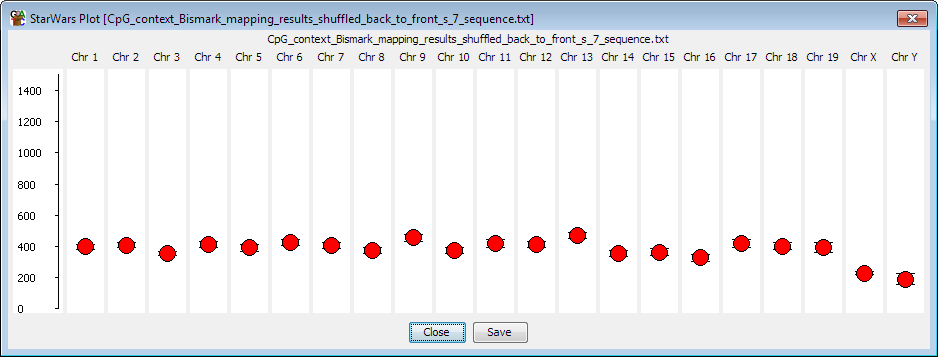 StarWars Plot [CpG_context_Bismark_mapping_results_shuffled_back_to_front_s_7_sequence.txt]
CpG_context_Bismark_mapping_results_shuffled_back_to_front_s_7_sequence.txt
Chr 1 Chr 2 Chr 3 Chr 4 Chr 5 Chr 6 Chr 7 Chr 8 Chr 9 Chr 10 Chr 11 Chr 12 Chr 13 Chr 14 Chr 15 Chr 16 Chr 17 Chr 18 Chr 19 Chr X Chr Y
1400
1200
1000
800
600
400
200
0
Close Save